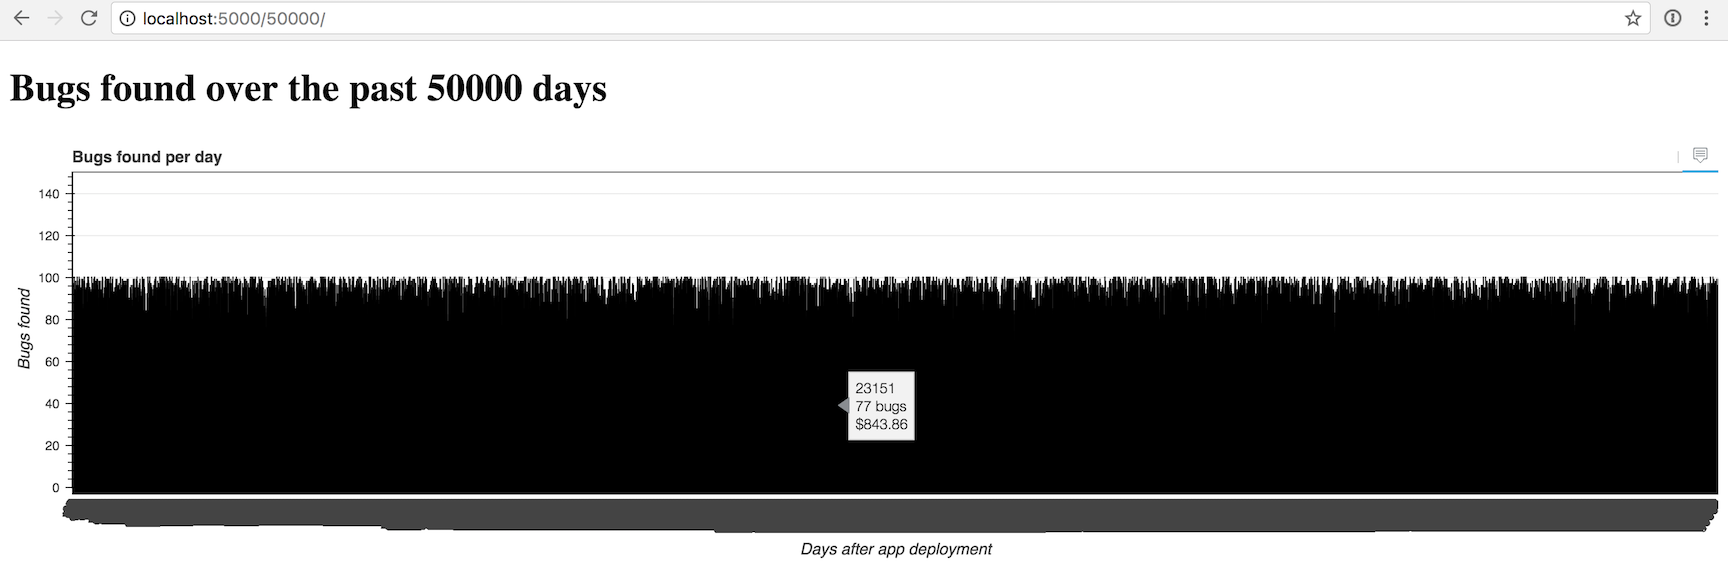 localhost:5000/50000/
Bugs found over the past 50000 days
Bugs found per day
140
120
100
80
60
40
20
0
Bugs found
23151
77 bugs
$843.86
Days after app deployment